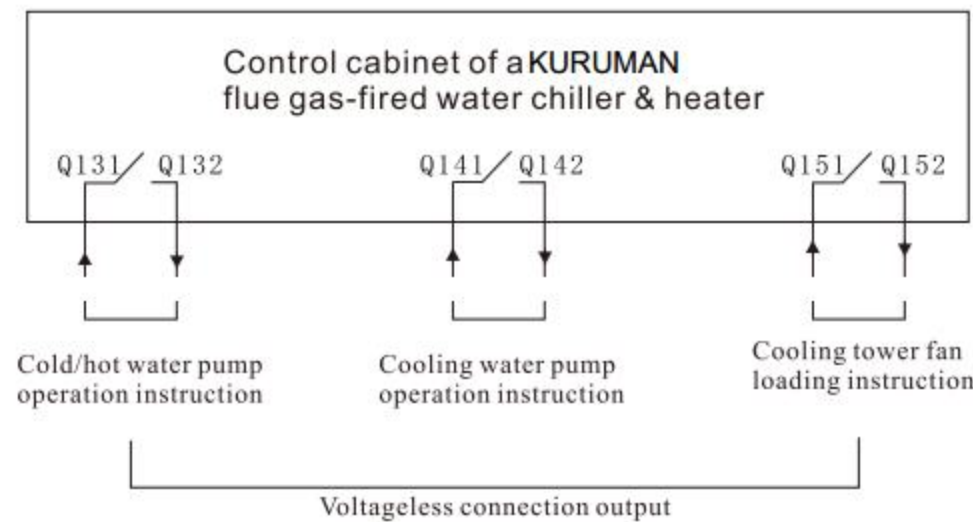 Control cabinet of a KURUMAN
flue gas-fired water chiller & heater
Q131 Q132
Q141 Q142
Q151 Q152
Cold/hot water pump
operation instruction
Cooling water pump
operation instruction
Cooling tower fan
loading instruction
Voltageless connection output